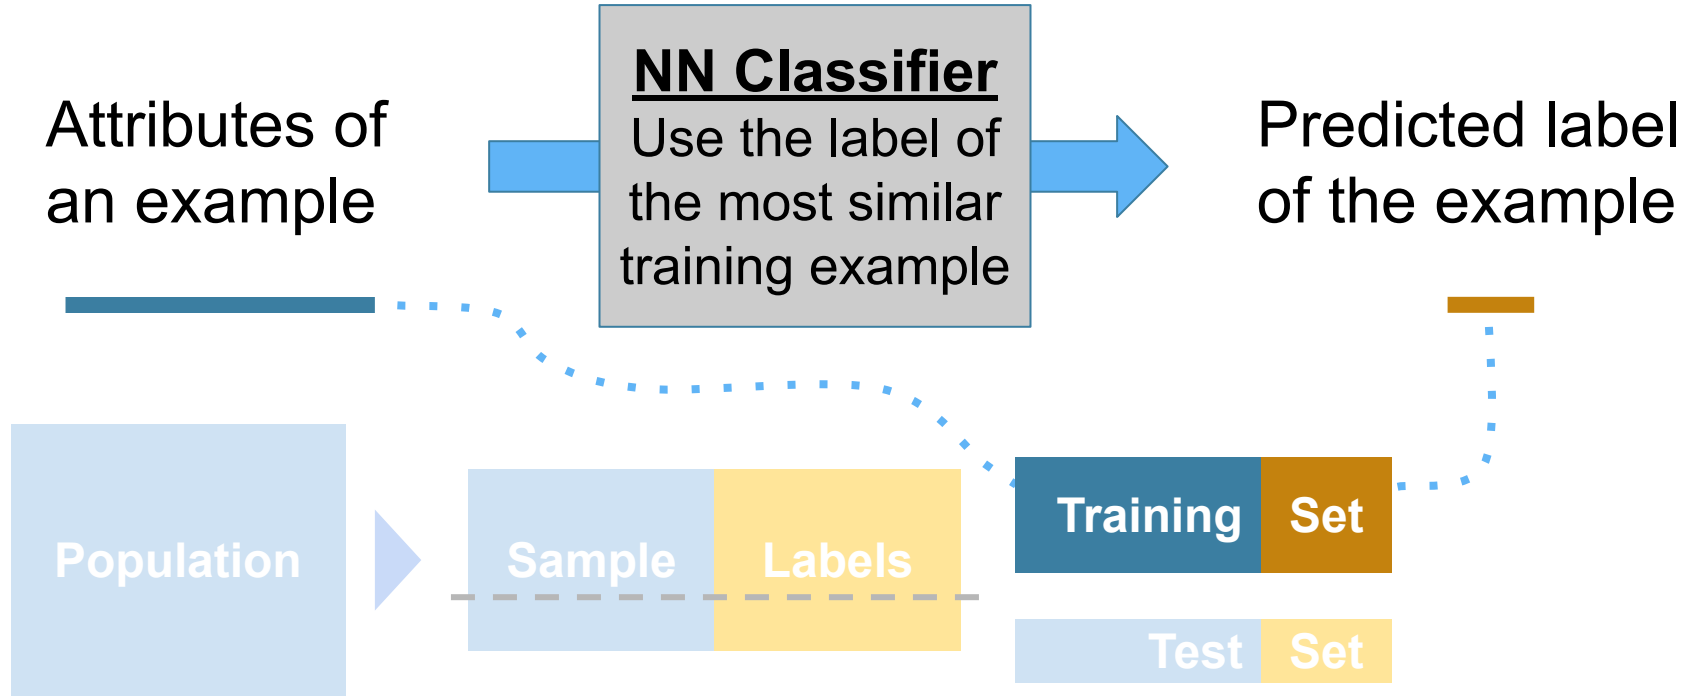 Attributes of
an example
NN Classifier
Use the label of
the most similar
training example
Predicted label
of the example
Population
Sample
Labels
Training Set
Test Set